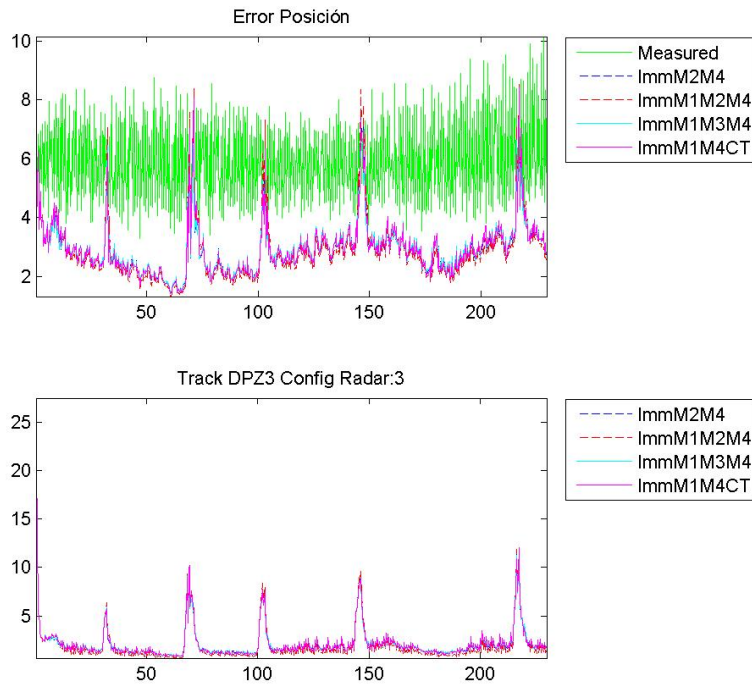 Error Posición
10
8
6
4
2
50
100
150
200
Measured
ImmM2M4
ImmM1M2M4
ImmM1M3M4
ImmM1M4CT
Track DPZ3 Config Radar:3
25
20
15
10
5
50
100
150
200
ImmM2M4
ImmM1M2M4
ImmM1M3M4
ImmM1M4CT